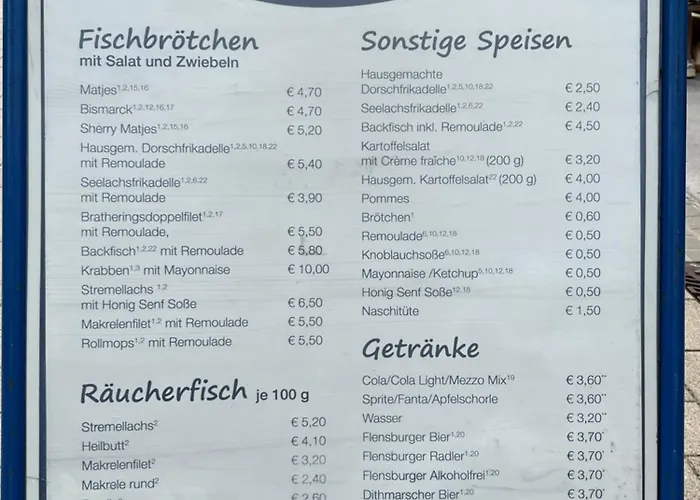 Fischbrötchen
mit Salat und Zwiebeln
Matjes1,2,15,16 € 4,70
Bismarck1,2,12,16,17 € 4,70
Sherry Matjes1,2,15,16 € 5,20
Hausgem. Dorschfrikadelle1,2,5,10,18,22
mit Remoulade € 5,40
Seelachsfrikadelle1,2,6,22
mit Remoulade € 3,90
Bratheringsdoppelfilet1,2,17
mit Remoulade, € 5,50
Backfisch1,2,22 mit Remoulade € 5,80
Krabben1,3 mit Mayonnaise € 10,00
Stremellachs 1,2
mit Honig Senf Soße € 6,50
Makrelenfilet1,2 mit Remoulade € 5,50
Rollmops1,2 mit Remoulade € 5,50
Räucherfisch je 100 g
Stremellachs2 € 5,20
Heilbutt2 € 4,10
Makrelenfilet2 € 3,20
Makrele rund2 € 2,40
€ 2,60
Sonstige Speisen
Hausgemachte
Dorschfrikadelle1,2,5,10,18,22 € 2,50
Seelachsfrikadelle1,2,6,22 € 2,40
Backfisch inkl. Remoulade1,2,22 € 4,50
Kartoffelsalat
mit Crème fraîche10,12,18 (200 g) € 3,20
Hausgem. Kartoffelsalat22 (200 g) € 4,00
Pommes € 4,00
Brötchen1 € 0,60
Remoulade6,10,12,18 € 0,50
Knoblauchsoße6,10,12,18 € 0,50
Mayonnaise /Ketchup5,10,12,18 € 0,50
Honig Senf Soße12,18 € 0,50
Naschitüte € 1,50
Getränke
Cola/Cola Light/Mezzo Mix19 € 3,60**
Sprite/Fanta/Apfelschorle € 3,60**
Wasser € 3,20**
Flensburger Bier1,20 € 3,70*
Flensburger Radler1,20 € 3,70*
Flensburger Alkoholfrei1,20 € 3,70*
Dithmarscher Bier1,20 € 3,70*